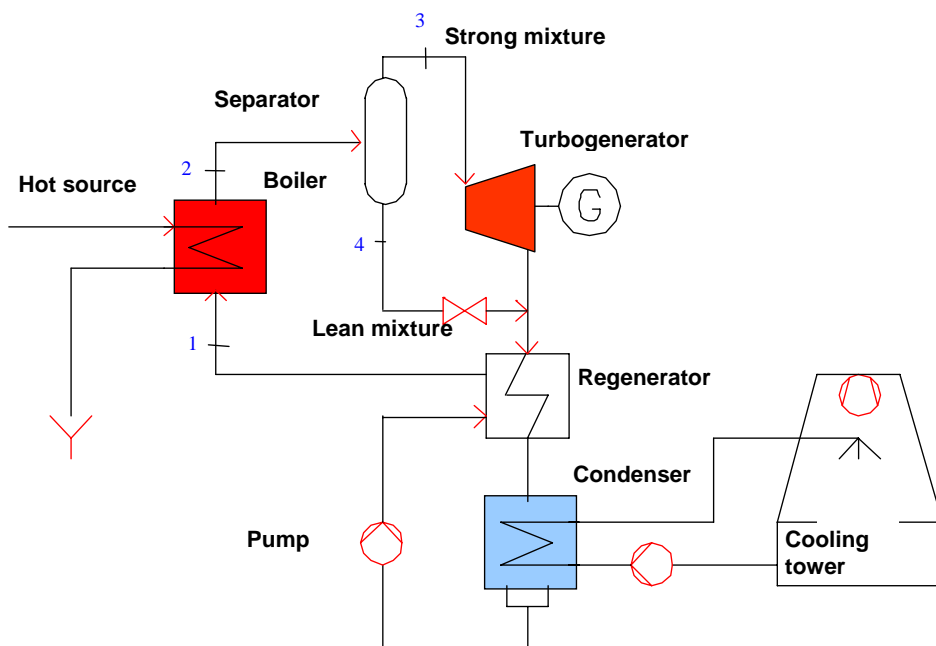 3
Strong mixture
Separator
Turbogenerator
2
Hot source
Boiler
G
4
Lean mixture
1
Regenerator
Condenser
Pump
Cooling
tower